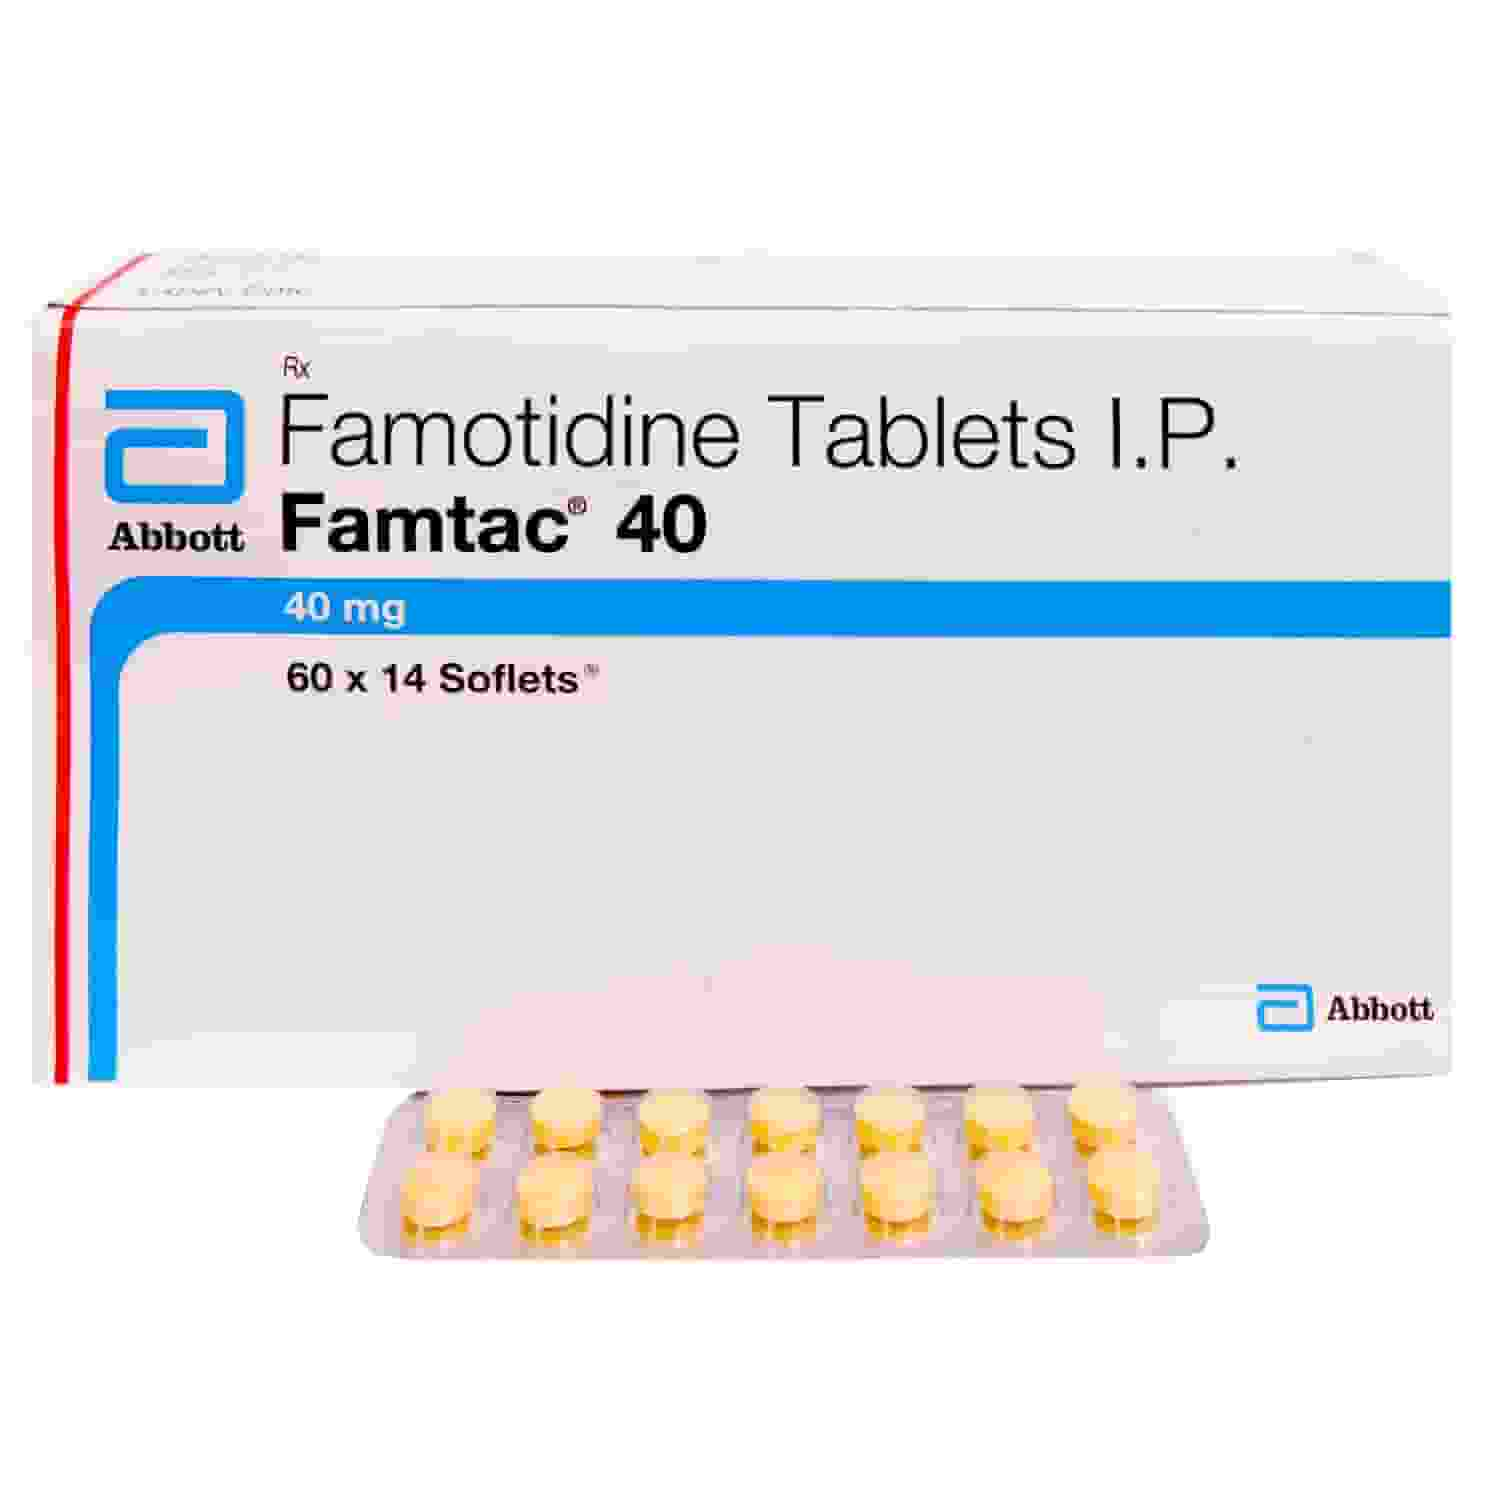 Rx
Famotidine Tablets I.P.
Famtac® 40
Abbott
40 mg
60 x 14 Soflets®
Abbott